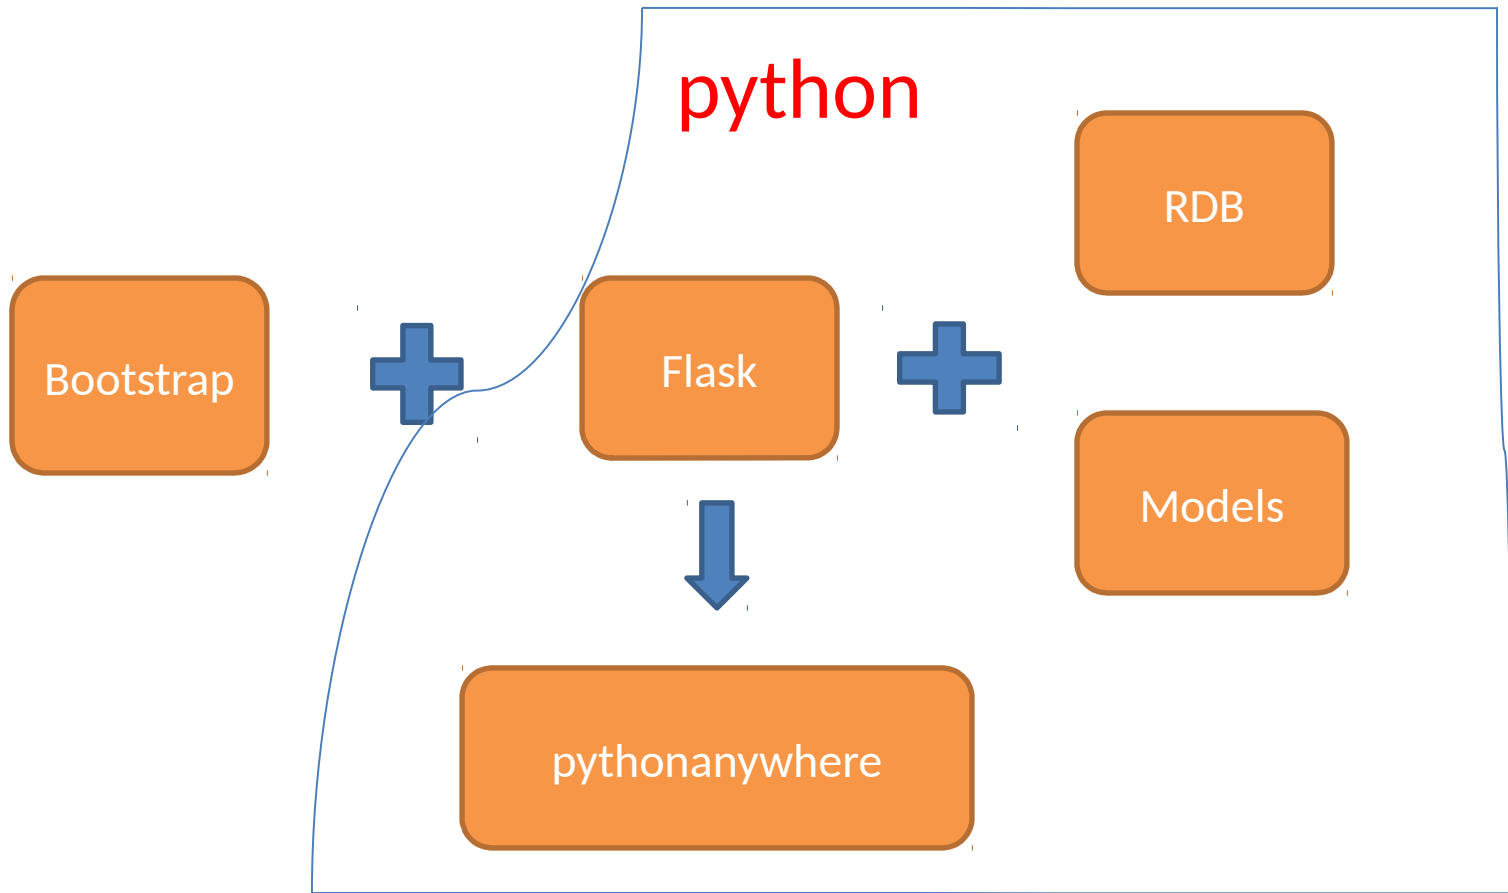 python
RDB
Bootstrap
Flask
Models
pythonanywhere